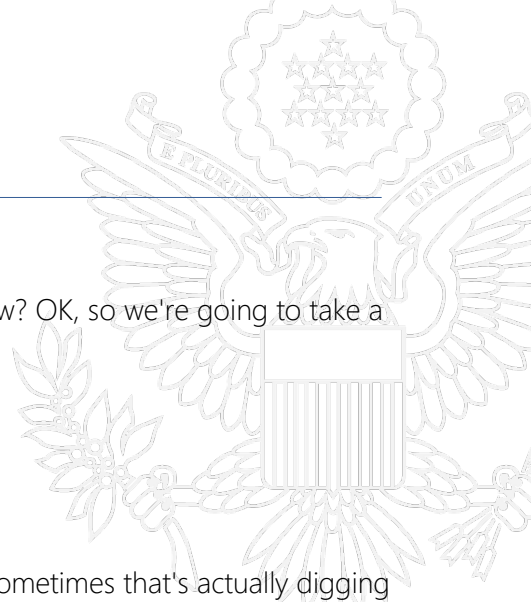 E PLURIBUS
UNUM
w? OK, so we're going to take a
ometimes that's actually digging